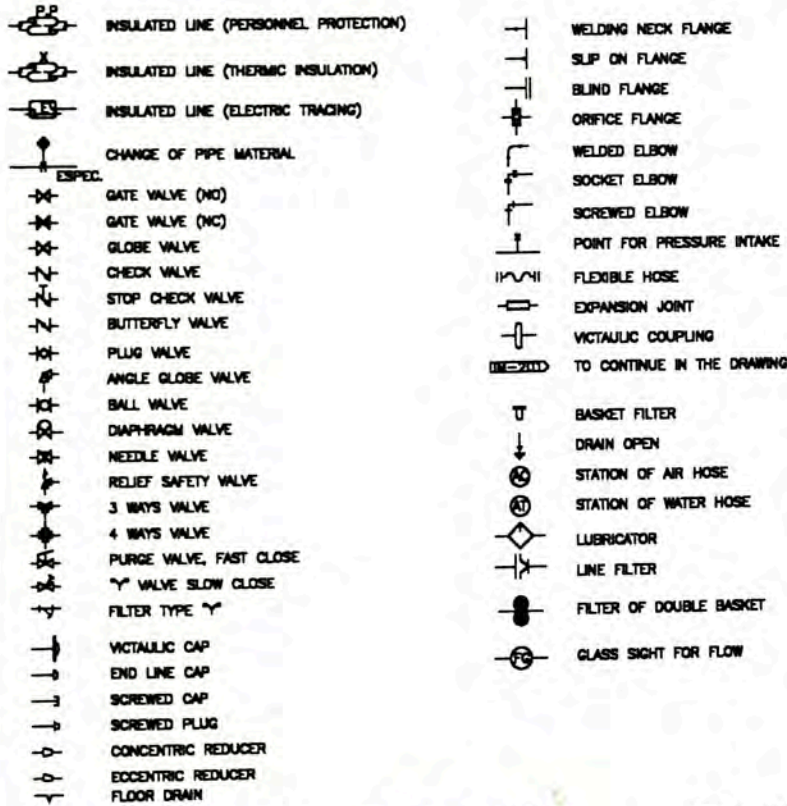 P.P
INSULATED LINE (PERSONNEL PROTECTION)
X
INSULATED LINE (THERMIC INSULATION)
INSULATED LINE (ELECTRIC TRACING)
CHANGE OF PIPE MATERIAL
ESPEC.
GATE VALVE (NO)
GATE VALVE (NC)
GLOBE VALVE
CHECK VALVE
STOP CHECK VALVE
BUTTERFLY VALVE
PLUG VALVE
ANGLE GLOBE VALVE
BALL VALVE
DIAPHRAGM VALVE
NEEDLE VALVE
RELIEF SAFETY VALVE
3 WAYS VALVE
4 WAYS VALVE
PURGE VALVE, FAST CLOSE
"Y" VALVE SLOW CLOSE
FILTER TYPE "Y"
VICTAULIC CAP
END LINE CAP
SCREWED CAP
SCREWED PLUG
CONCENTRIC REDUCER
ECCENTRIC REDUCER
FLOOR DRAIN
WELDING NECK FLANGE
SLIP ON FLANGE
BLIND FLANGE
ORIFICE FLANGE
WELDED ELBOW
SOCKET ELBOW
SCREWED ELBOW
POINT FOR PRESSURE INTAKE
FLEXIBLE HOSE
EXPANSION JOINT
VICTAULIC COUPLING
TO CONTINUE IN THE DRAWING
BASKET FILTER
DRAIN OPEN
STATION OF AIR HOSE
AT STATION OF WATER HOSE
LUBRICATOR
LINE FILTER
FILTER OF DOUBLE BASKET
FG GLASS SIGHT FOR FLOW